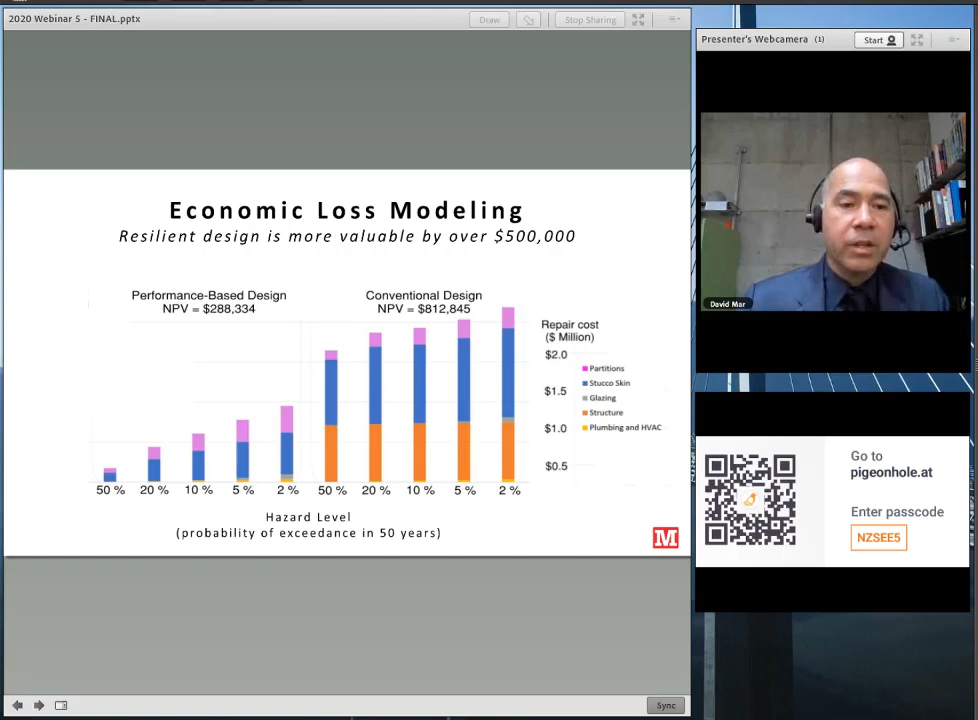 2020 Webinar 5 - FINAL.pptx
Draw
Stop Sharing
Economic Loss Modeling
Resilient design is more valuable by over $500,000
Performance-Based Design
NPV = $288,334
Conventional Design
NPV = $812,845
Repair cost
($ Million)
$2.0
$1.5
$1.0
$0.5
Partitions
Stucco Skin
Glazing
Structure
Plumbing and HVAC
50 % 20 % 10 % 5 % 2 % 50 % 20 % 10 % 5 % 2 %
Hazard Level
(probability of exceedance in 50 years)
M
Sync
Presenter's Webcamera (1)
Start
David Mar
Go to
pigeonhole.at
Enter passcode
NZSEE5